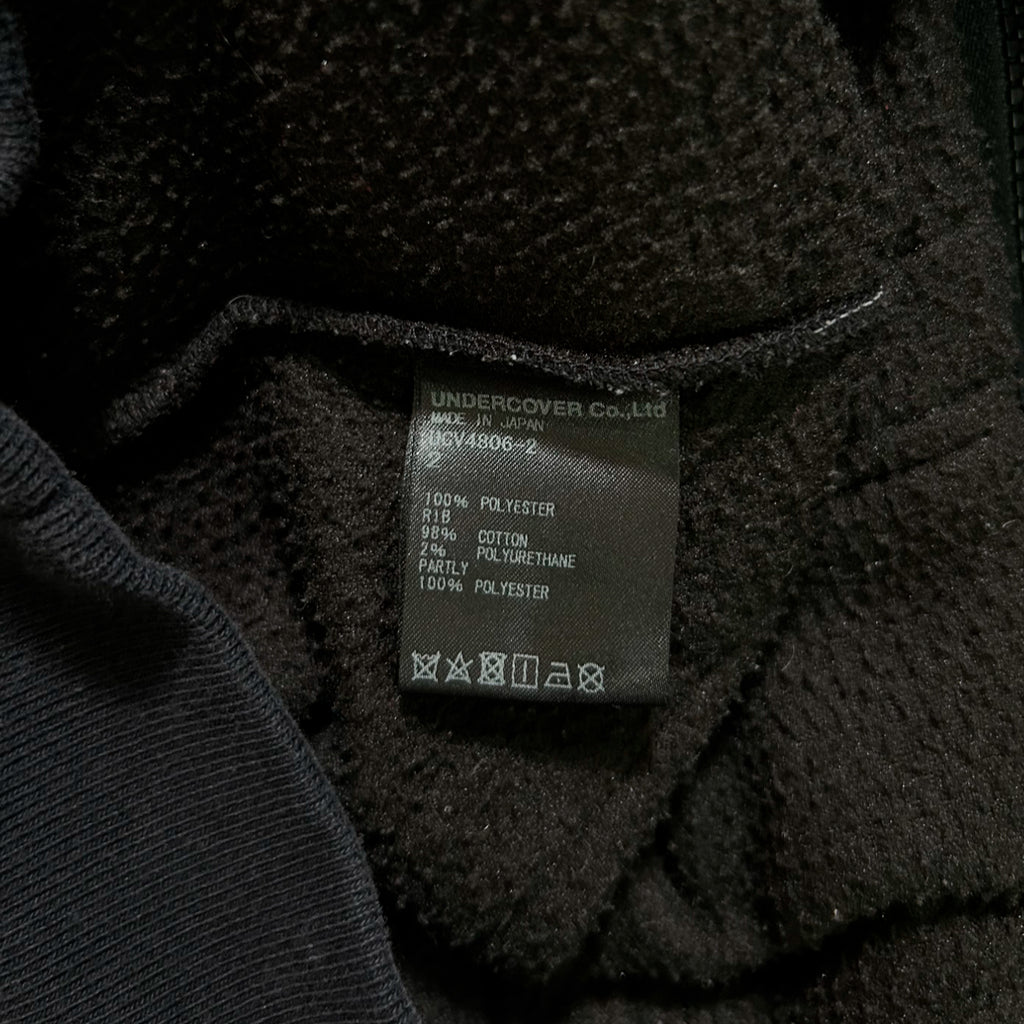 UNDERCOVER Co.,Ltd
MADE IN JAPAN
UCV4806-2
2
100% POLYESTER
RIB
98% COTTON
2% POLYURETHANE
PARTLY
100% POLYESTER